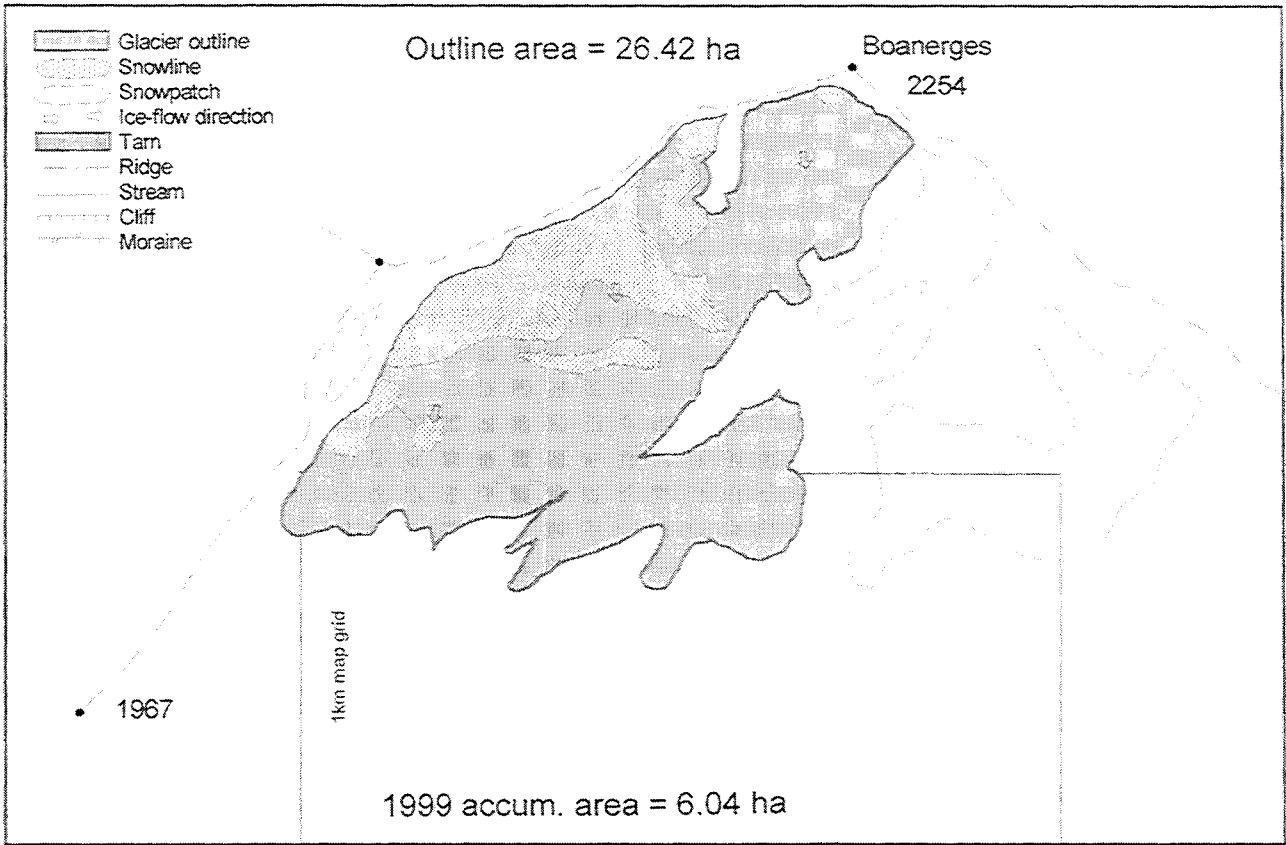 Glacier outline
Snowline
Snowpatch
Ice-flow direction
Tarn
Ridge
Stream
Cliff
Moraine
Outline area = 26.42 ha
Boanerges
2254
1km map grid
1967
1999 accum. area = 6.04 ha